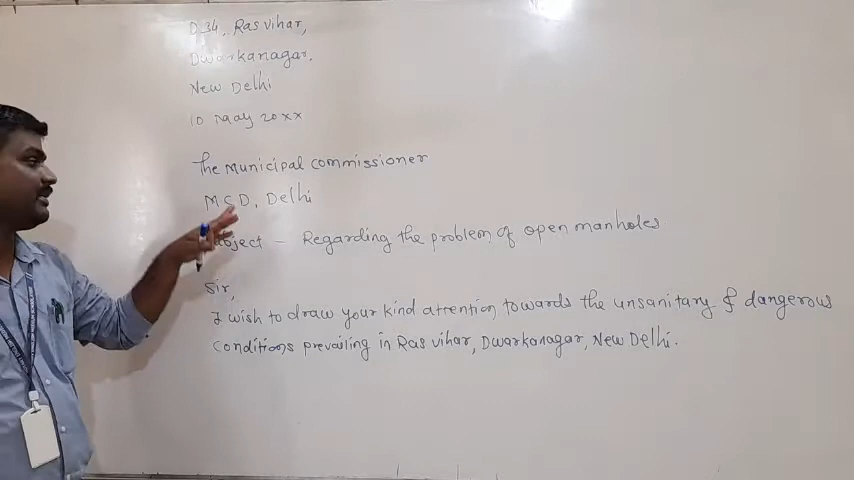 D 34, Ras vihar,
Dwarkanagar,
New Delhi
10 May 20xx
The Municipal commissioner
MCD, Delhi
Subject - Regarding the problem of open manholes
Sir,
I wish to draw your kind attention towards the unsanitary & dangerous
conditions prevailing in Ras vihar, Dwarkanagar, New Delhi.